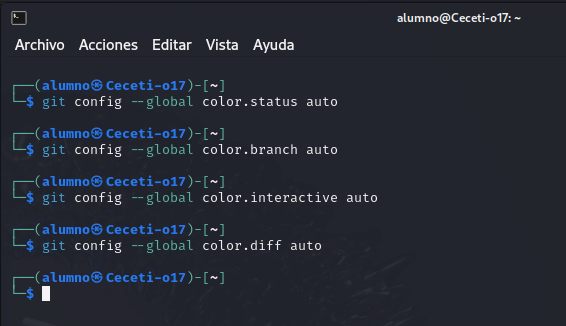 alumno@Ceceti-o17: ~
Archivo Acciones Editar Vista Ayuda
┌──(alumno㉿Ceceti-o17)-[~]
└─$ git config --global color.status auto
┌──(alumno㉿Ceceti-o17)-[~]
└─$ git config --global color.branch auto
┌──(alumno㉿Ceceti-o17)-[~]
└─$ git config --global color.interactive auto
┌──(alumno㉿Ceceti-o17)-[~]
└─$ git config --global color.diff auto
┌──(alumno㉿Ceceti-o17)-[~]
└─$